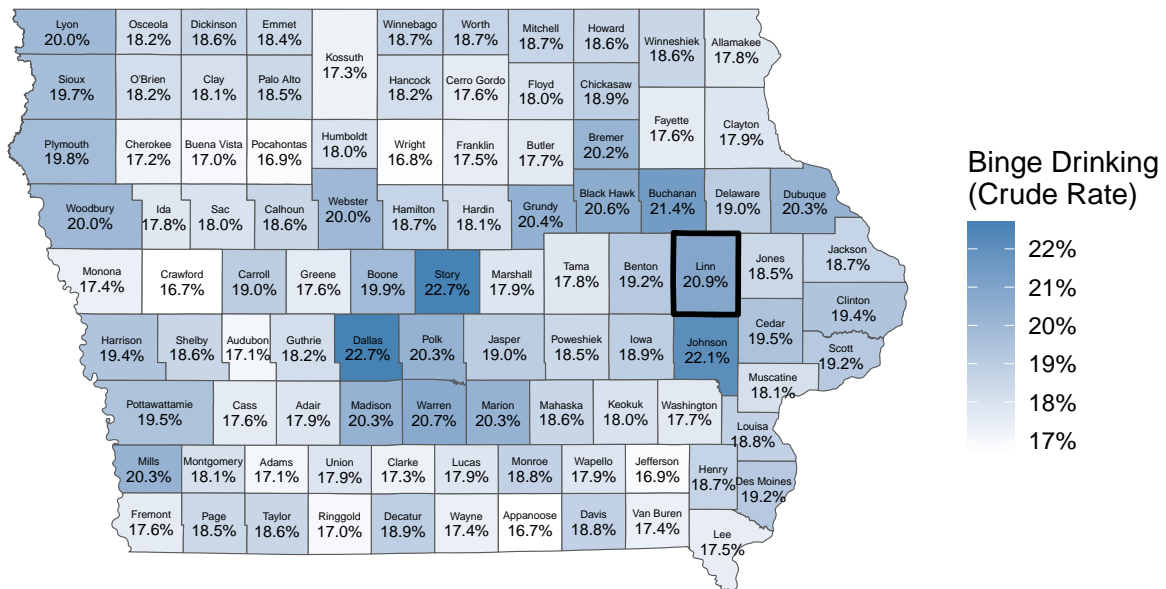 Lyon
20.0%
Osceola
18.2%
Dickinson
18.6%
Emmet
18.4%
Kossuth
17.3%
Winnebago
18.7%
Worth
18.7%
Mitchell
18.7%
Howard
18.6%
Winneshiek
18.6%
Allamakee
17.8%
Sioux
19.7%
O'Brien
18.2%
Clay
18.1%
Palo Alto
18.5%
Hancock
18.2%
Cerro Gordo
17.6%
Floyd
18.0%
Chickasaw
18.9%
Fayette
17.6%
Clayton
17.9%
Plymouth
19.8%
Cherokee
17.2%
Buena Vista
17.0%
Pocahontas
16.9%
Humboldt
18.0%
Wright
16.8%
Franklin
17.5%
Butler
17.7%
Bremer
20.2%
Woodbury
20.0%
Ida
17.8%
Sac
18.0%
Calhoun
18.6%
Webster
20.0%
Hamilton
18.7%
Hardin
18.1%
Grundy
20.4%
Black Hawk
20.6%
Buchanan
21.4%
Delaware
19.0%
Dubuque
20.3%
Monona
17.4%
Crawford
16.7%
Carroll
19.0%
Greene
17.6%
Boone
19.9%
Story
22.7%
Marshall
17.9%
Tama
17.8%
Benton
19.2%
Linn
20.9%
Jones
18.5%
Jackson
18.7%
Clinton
19.4%
Harrison
19.4%
Shelby
18.6%
Audubon
17.1%
Guthrie
18.2%
Dallas
22.7%
Polk
20.3%
Jasper
19.0%
Poweshiek
18.5%
Iowa
18.9%
Johnson
22.1%
Cedar
19.5%
Scott
19.2%
Muscatine
18.1%
Pottawattamie
19.5%
Cass
17.6%
Adair
17.9%
Madison
20.3%
Warren
20.7%
Marion
20.3%
Mahaska
18.6%
Keokuk
18.0%
Washington
17.7%
Louisa
18.8%
Mills
20.3%
Montgomery
18.1%
Adams
17.1%
Union
17.9%
Clarke
17.3%
Lucas
17.9%
Monroe
18.8%
Wapello
17.9%
Jefferson
16.9%
Henry
18.7%
Des Moines
19.2%
Fremont
17.6%
Page
18.5%
Taylor
18.6%
Ringgold
17.0%
Decatur
18.9%
Wayne
17.4%
Appanoose
16.7%
Davis
18.8%
Van Buren
17.4%
Lee
17.5%
Binge Drinking
(Crude Rate)
22%
21%
20%
19%
18%
17%